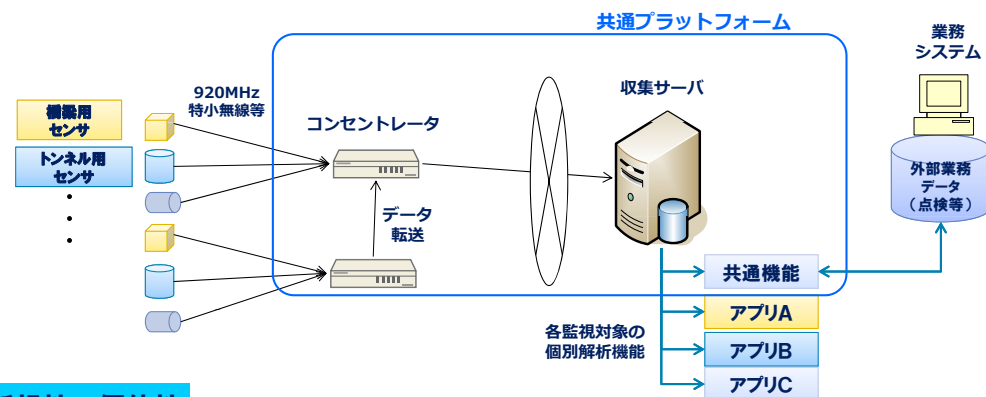 共通プラットフォーム
業務
システム
920MHz
特小無線等
収集サーバ
コンセントレータ
橋梁用
センサ
トンネル用
センサ
・
・
・
外部業務
データ
（点検等）
データ
転送
共通機能
アプリA
各監視対象の
個別解析機能
アプリB
アプリC